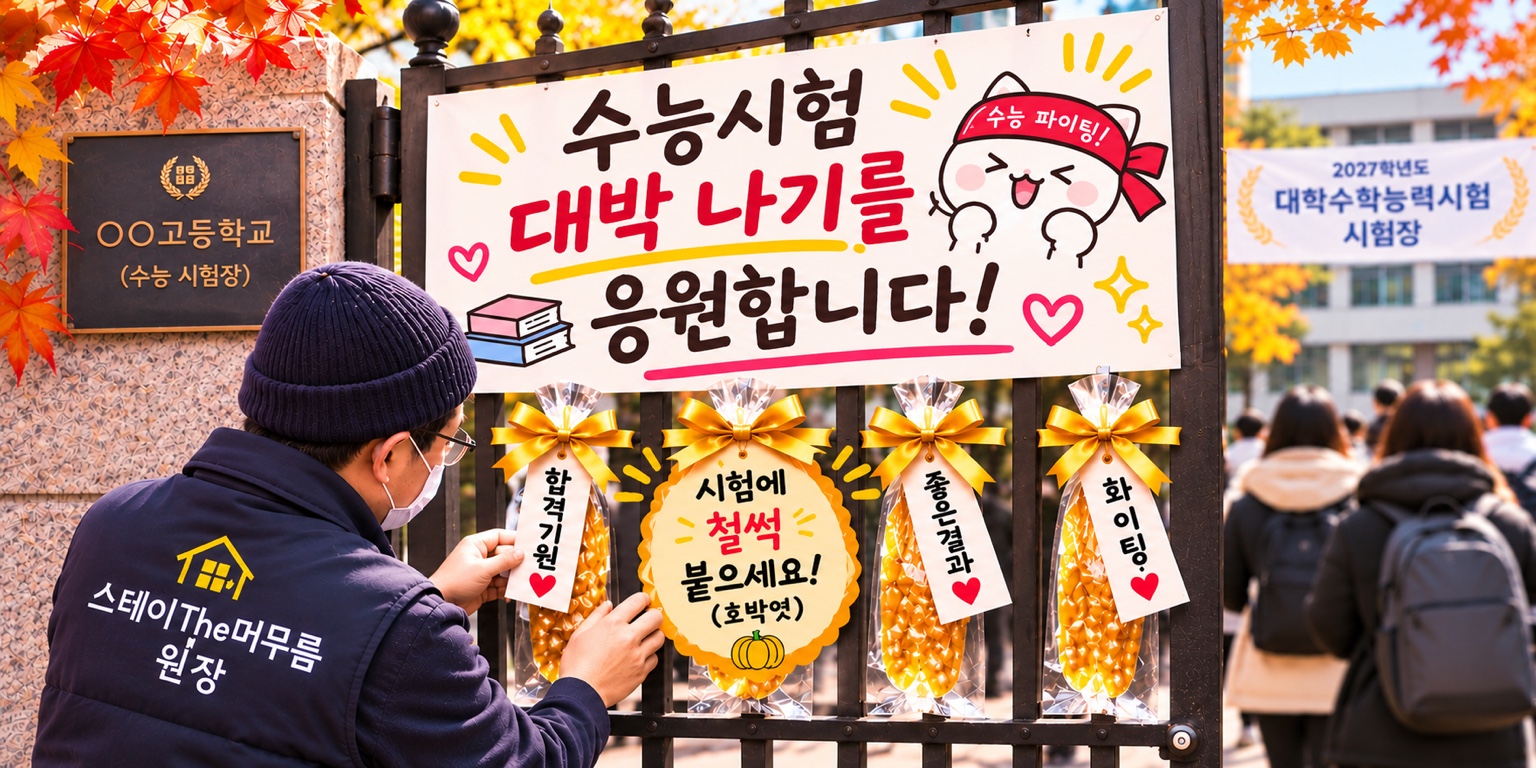 ○○고등학교
(수능 시험장)
수능시험
대박 나기를
응원합니다!
수능 파이팅!
2027학년도
대학수학능력시험
시험장
합격기원
시험에
철썩
붙으세요!
(호박엿)
좋은결과
화이팅!
스테이The머무름
원장